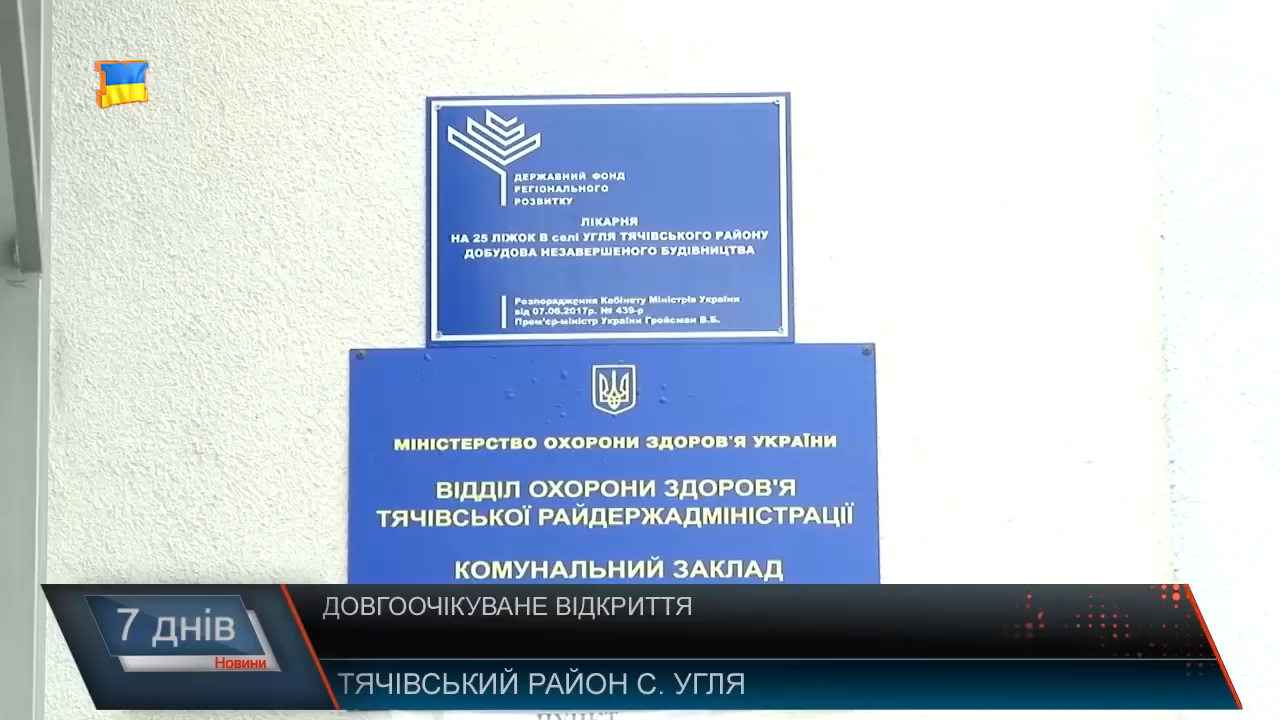 ДЕРЖАВНИЙ ФОНД
РЕГІОНАЛЬНОГО
РОЗВИТКУ
ЛІКАРНЯ
НА 25 ЛІЖОК В селі УГЛЯ ТЯЧІВСЬКОГО РАЙОНУ
ДОБУДОВА НЕЗАВЕРШЕНОГО БУДІВНИЦТВА
Розпорядження Кабінету Міністрів України
від 07.06.2017р. № 439-р
Прем'єр-міністр України Гройсман В.Б.
МІНІСТЕРСТВО ОХОРОНИ ЗДОРОВ'Я УКРАЇНИ
ВІДДІЛ ОХОРОНИ ЗДОРОВ'Я
ТЯЧІВСЬКОЇ РАЙДЕРЖАДМІНІСТРАЦІЇ
КОМУНАЛЬНИЙ ЗАКЛАД
7 днів
Новини
ДОВГООЧІКУВАНЕ ВІДКРИТТЯ
ТЯЧІВСЬКИЙ РАЙОН С. УГЛЯ